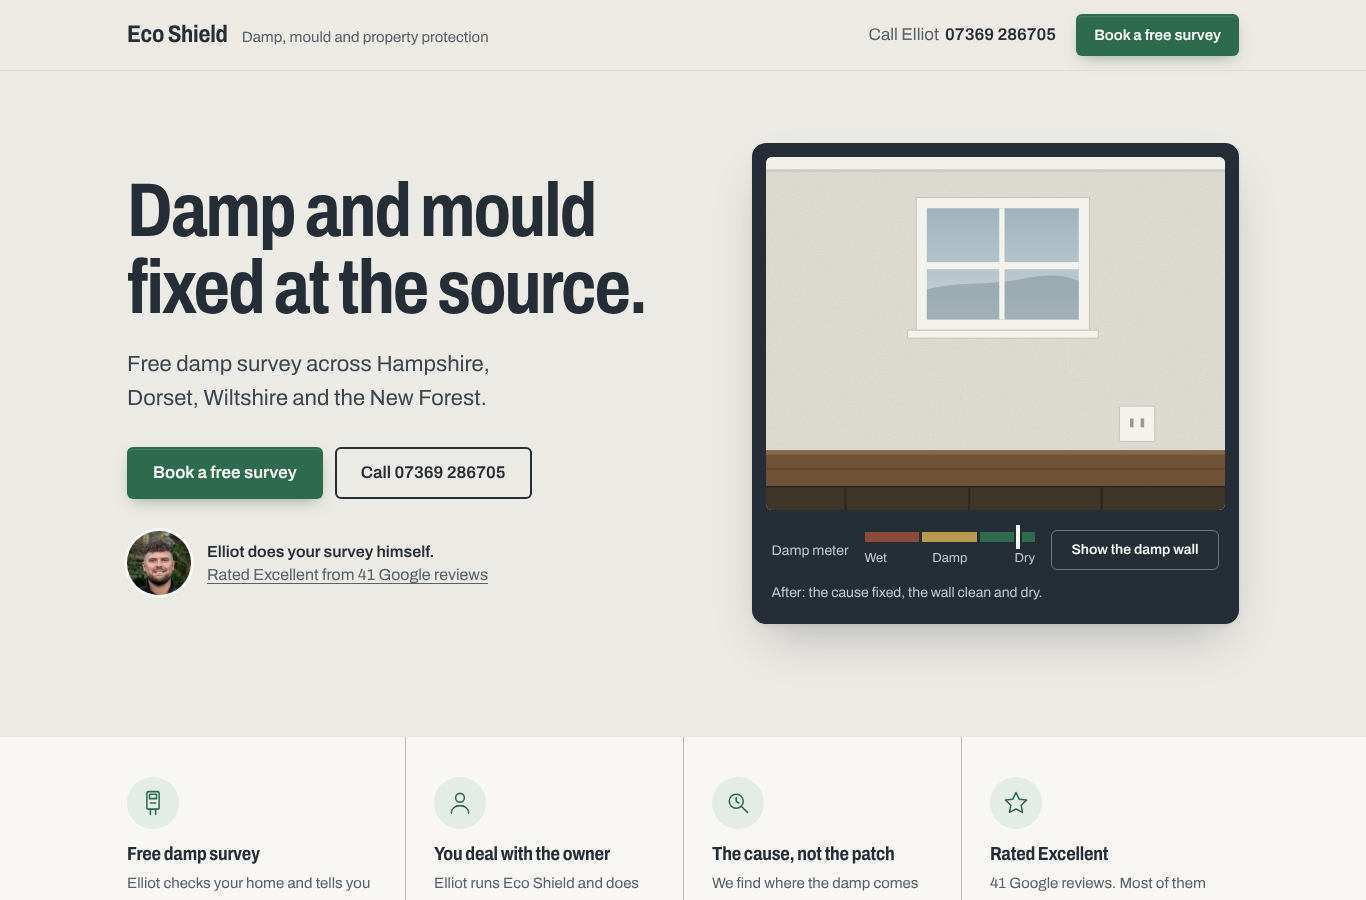 Eco Shield
Damp, mould and property protection
Call Elliot 07369 286705
Book a free survey
Damp and mould
fixed at the source.
Free damp survey across Hampshire,
Dorset, Wiltshire and the New Forest.
Book a free survey
Call 07369 286705
Elliot does your survey himself.
Rated Excellent from 41 Google reviews
Damp meter
Wet
Damp
Dry
Show the damp wall
After: the cause fixed, the wall clean and dry.
Free damp survey
Elliot checks your home and tells you
You deal with the owner
Elliot runs Eco Shield and does
The cause, not the patch
We find where the damp comes
Rated Excellent
41 Google reviews. Most of them